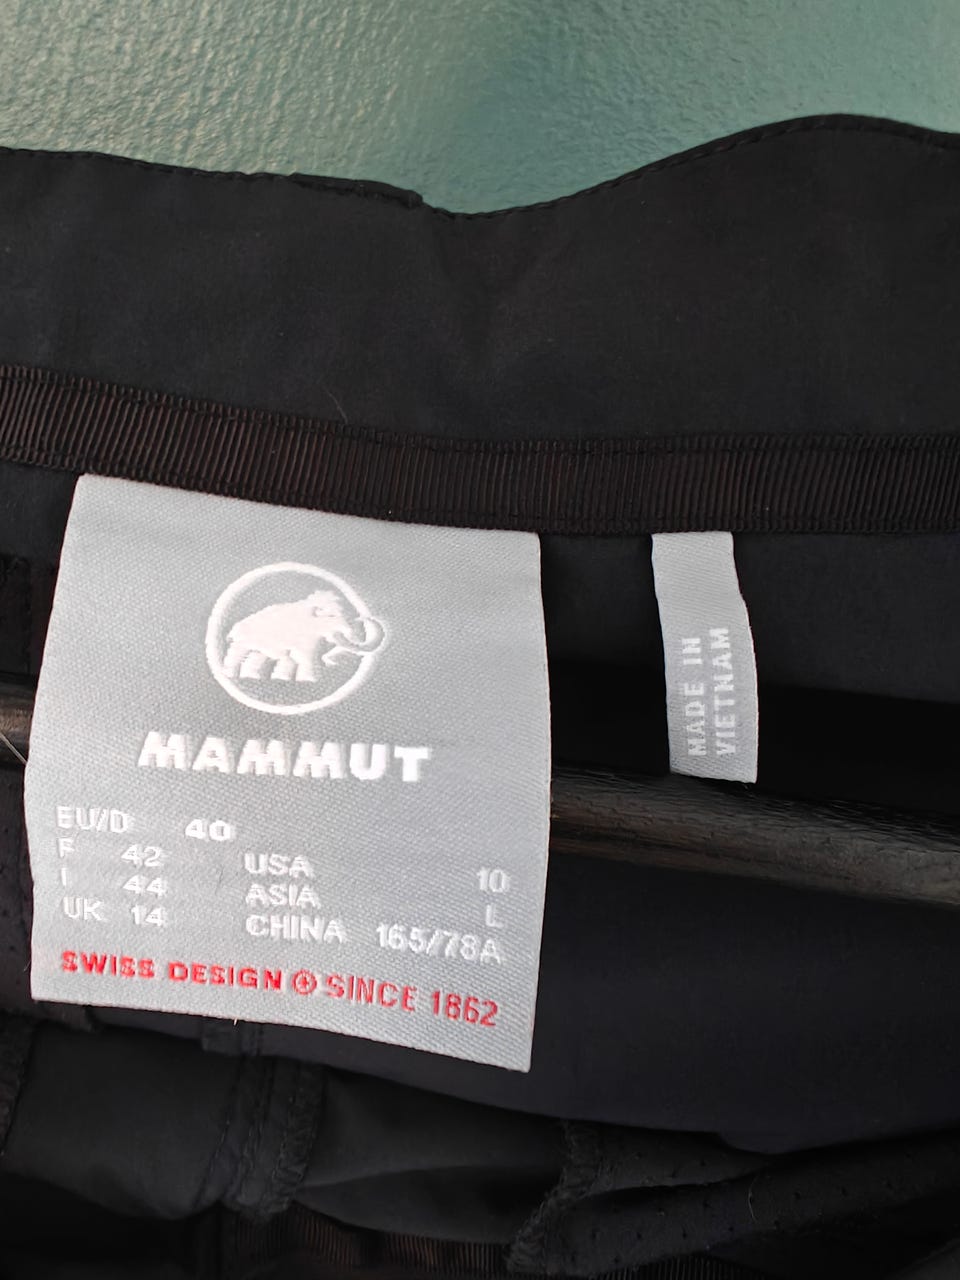 MAMMUT
EU/D 40
F 42 USA 10
I 44 ASIA L
UK 14 CHINA 165/78A
SWISS DESIGN SINCE 1862
MADE IN
VIETNAM